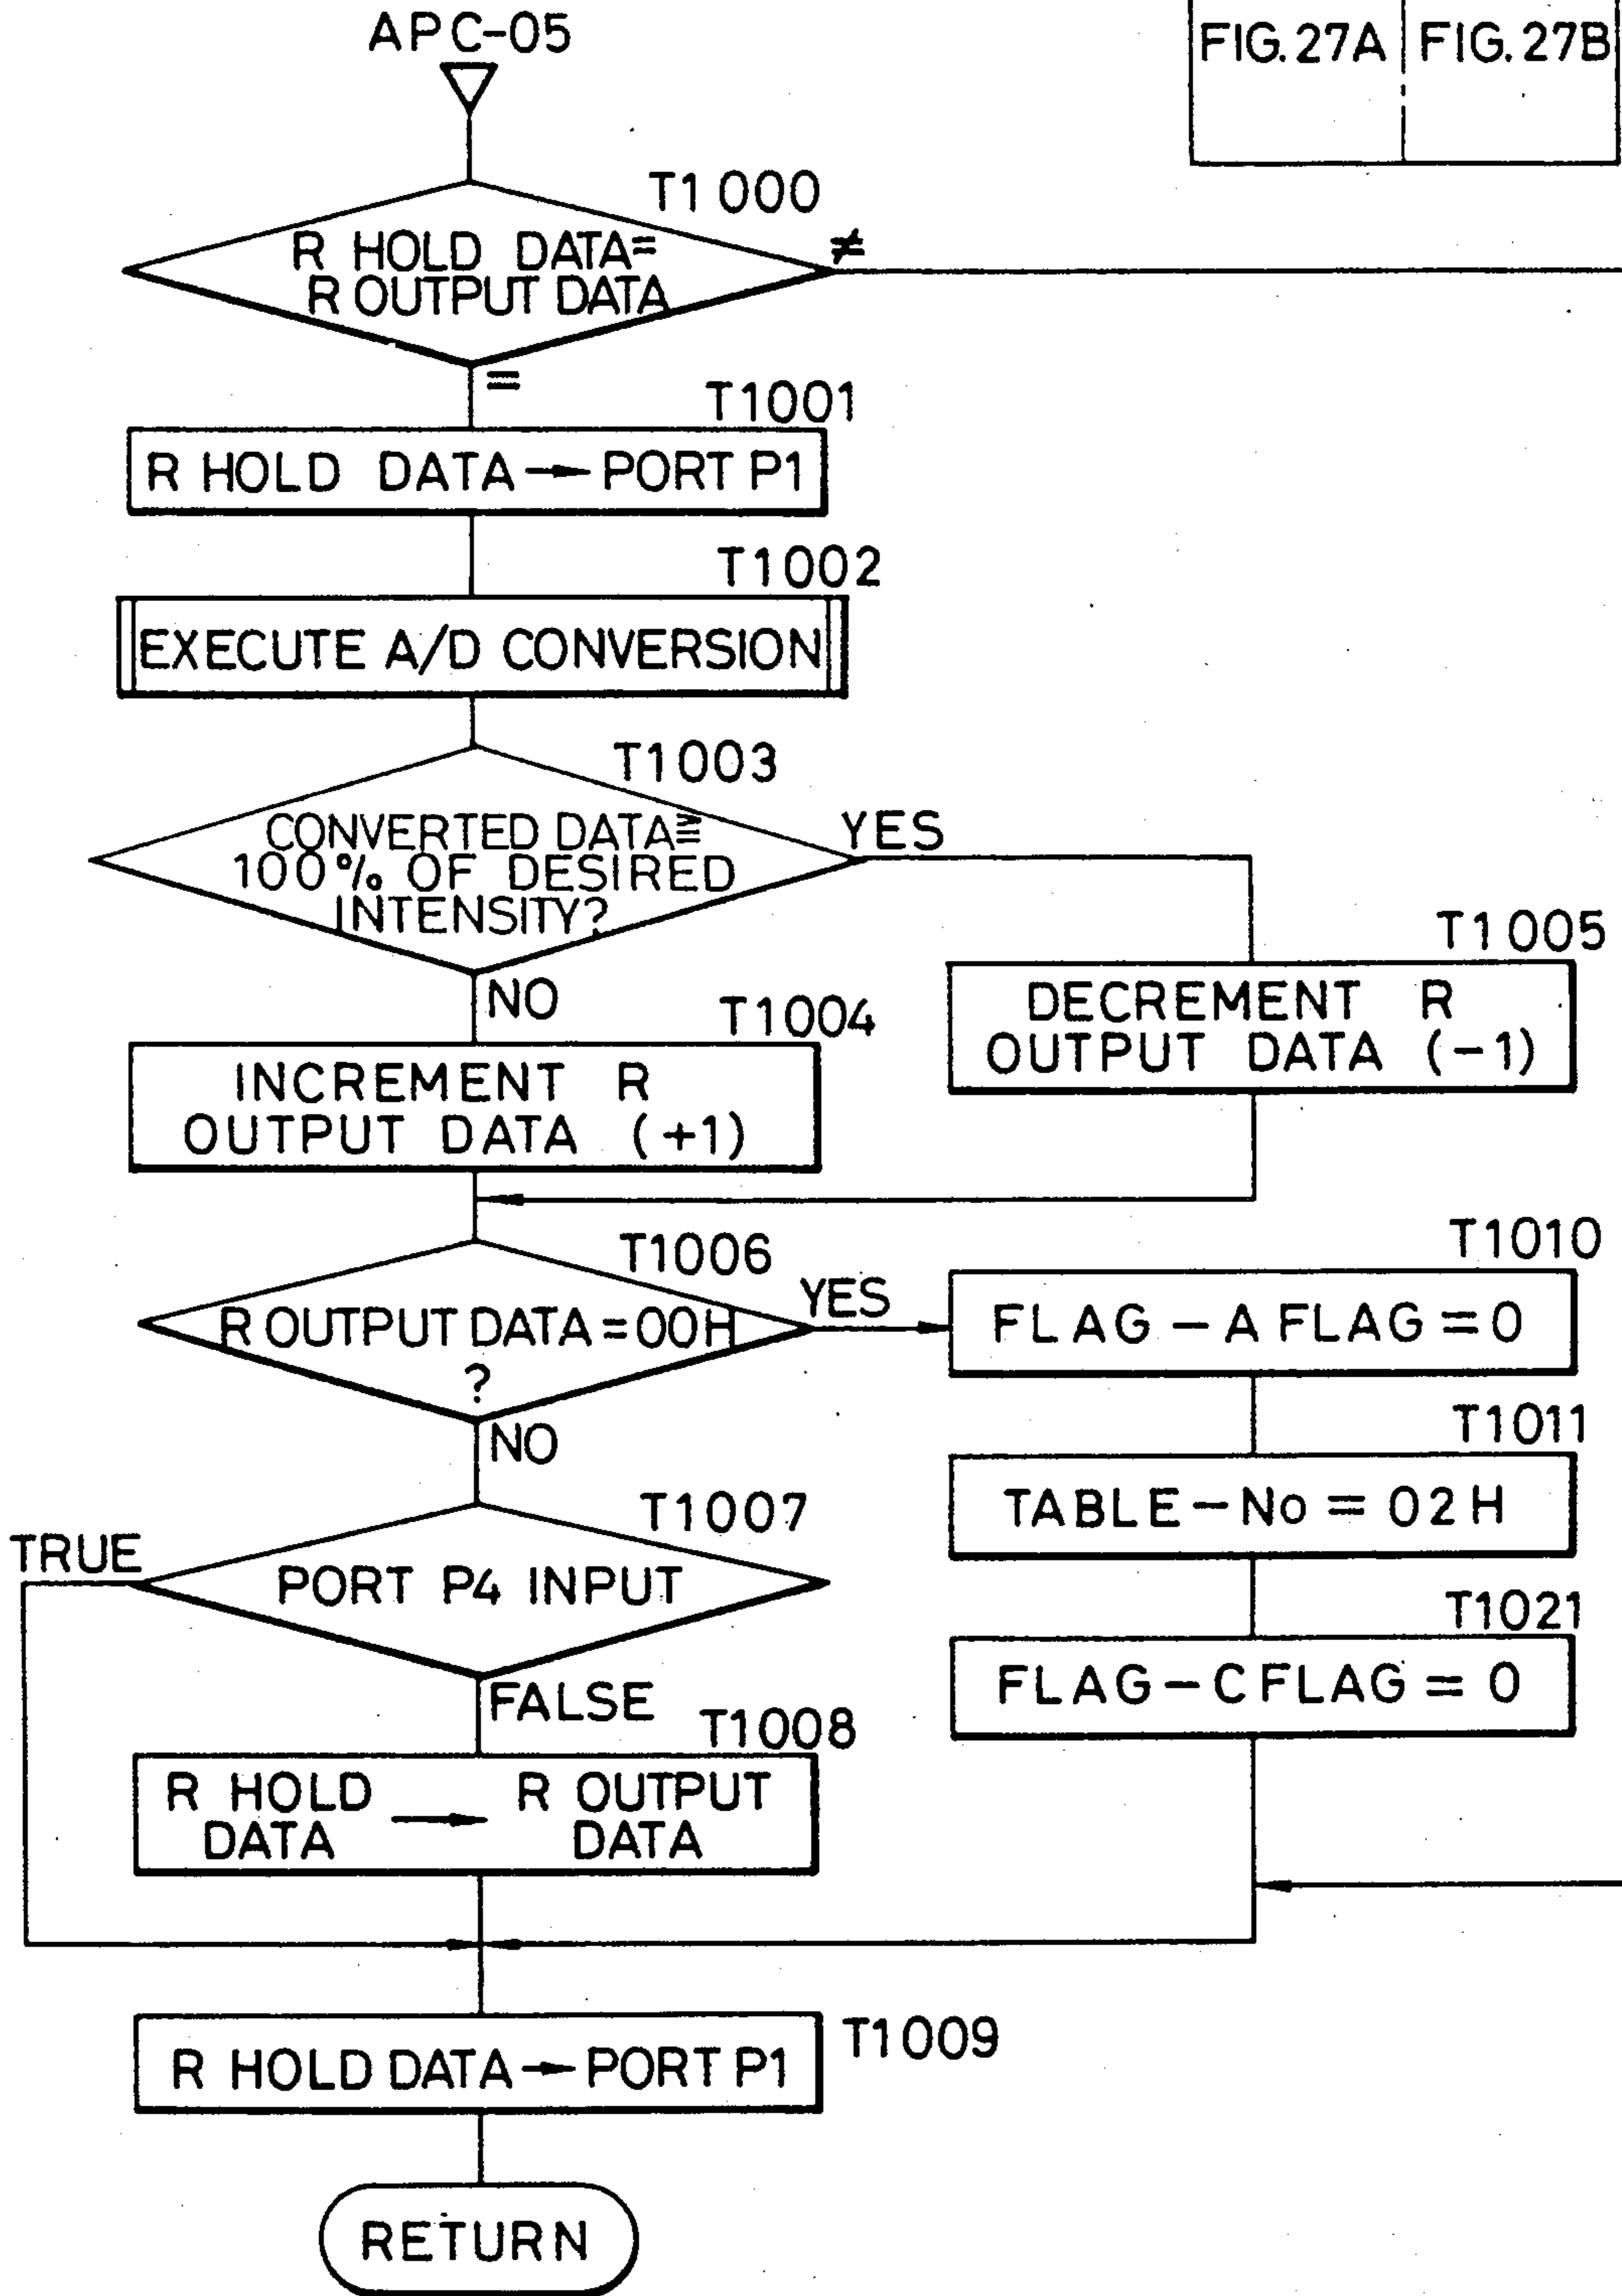 APC-05
FIG. 27A FIG. 27B
T1000
R HOLD DATA=
R OUTPUT DATA
≠
=
T1001
R HOLD DATA → PORT P1
T1002
EXECUTE A/D CONVERSION
T1003
CONVERTED DATA≧
100% OF DESIRED
INTENSITY?
YES
NO
T1005
DECREMENT R
OUTPUT DATA (-1)
T1004
INCREMENT R
OUTPUT DATA (+1)
T1006
R OUTPUT DATA = 00H
?
YES
NO
T1010
FLAG - A FLAG = 0
T1011
TABLE - No = 02H
T1007
TRUE
PORT P4 INPUT
FALSE
T1021
FLAG - C FLAG = 0
T1008
R HOLD → R OUTPUT
DATA DATA
T1009
R HOLD DATA → PORT P1
RETURN